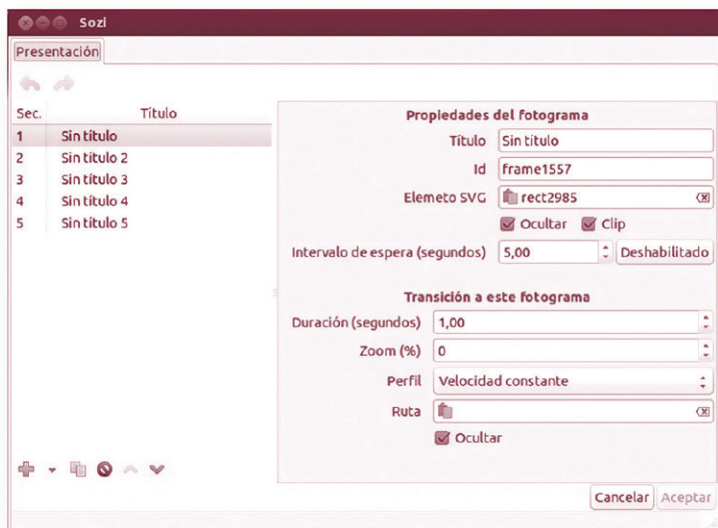 Sozi
Presentación
Sec. Título
1 Sin título
2 Sin título 2
3 Sin título 3
4 Sin título 4
5 Sin título 5
Propiedades del fotograma
Título Sin título
Id frame1557
Elemeto SVG rect2985
Ocultar Clip
Intervalo de espera (segundos) 5,00 Deshabilitado
Transición a este fotograma
Duración (segundos) 1,00
Zoom (%) 0
Perfil Velocidad constante
Ruta
Ocultar
Cancelar Aceptar